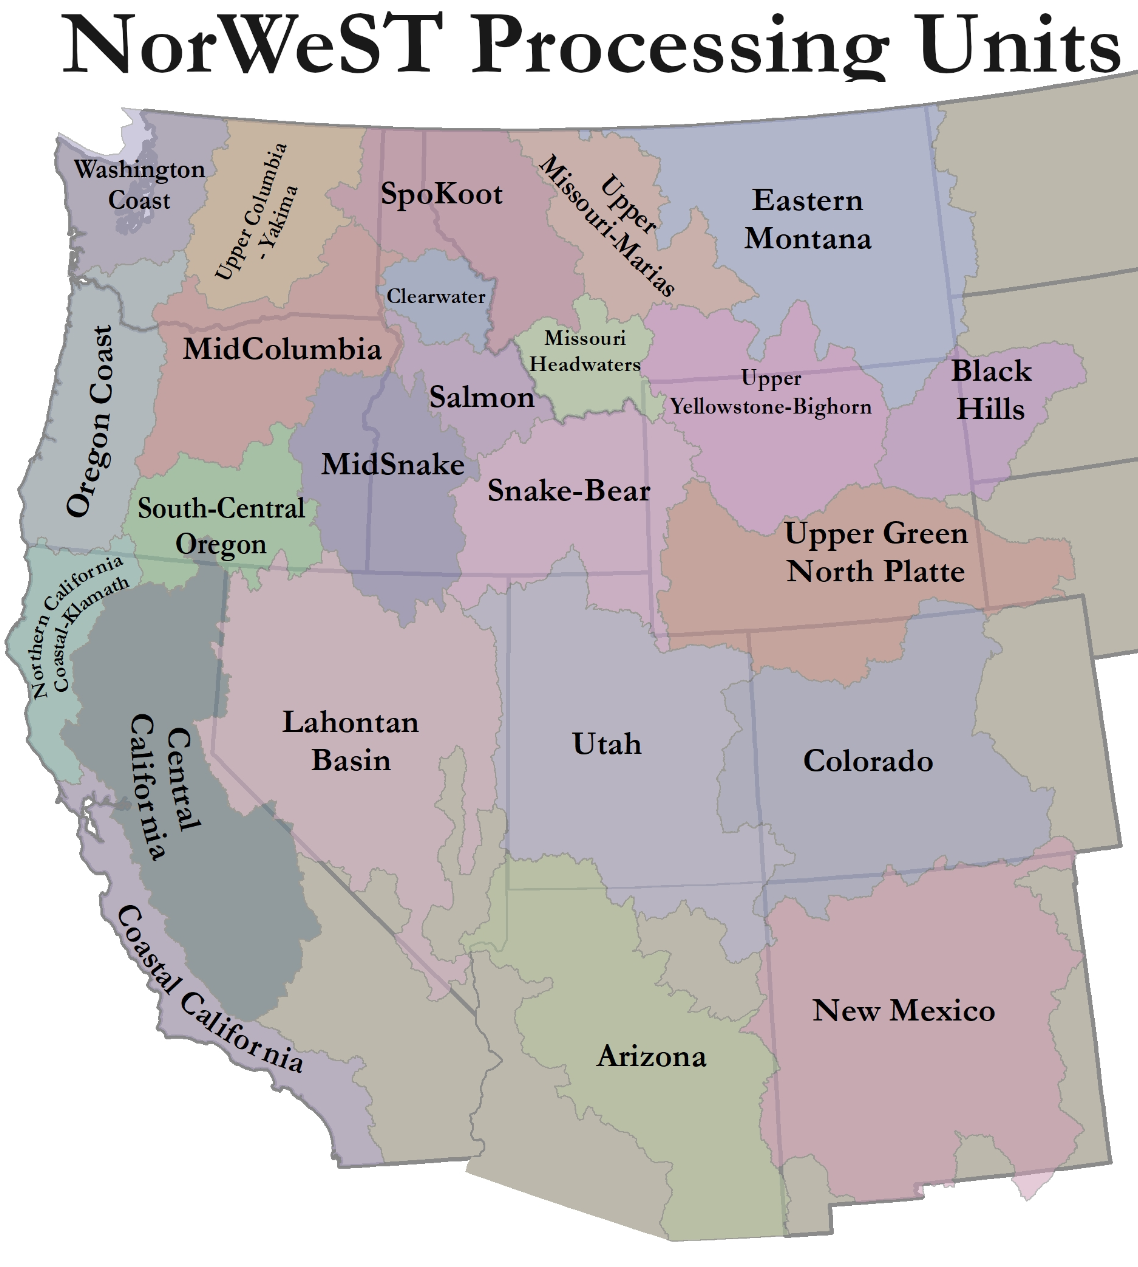 NorWeST Processing Units
Washington
Coast
Upper Columbia
- Yakima
SpoKoot
Upper
Missouri-Marias
Eastern
Montana
Clearwater
Oregon Coast
MidColumbia
Missouri
Headwaters
Salmon
Upper
Yellowstone-Bighorn
Black
Hills
MidSnake
Snake-Bear
South-Central
Oregon
Upper Green
North Platte
Northern California
Coastal-Klamath
Central
California
Lahontan
Basin
Utah
Colorado
Coastal California
Arizona
New Mexico